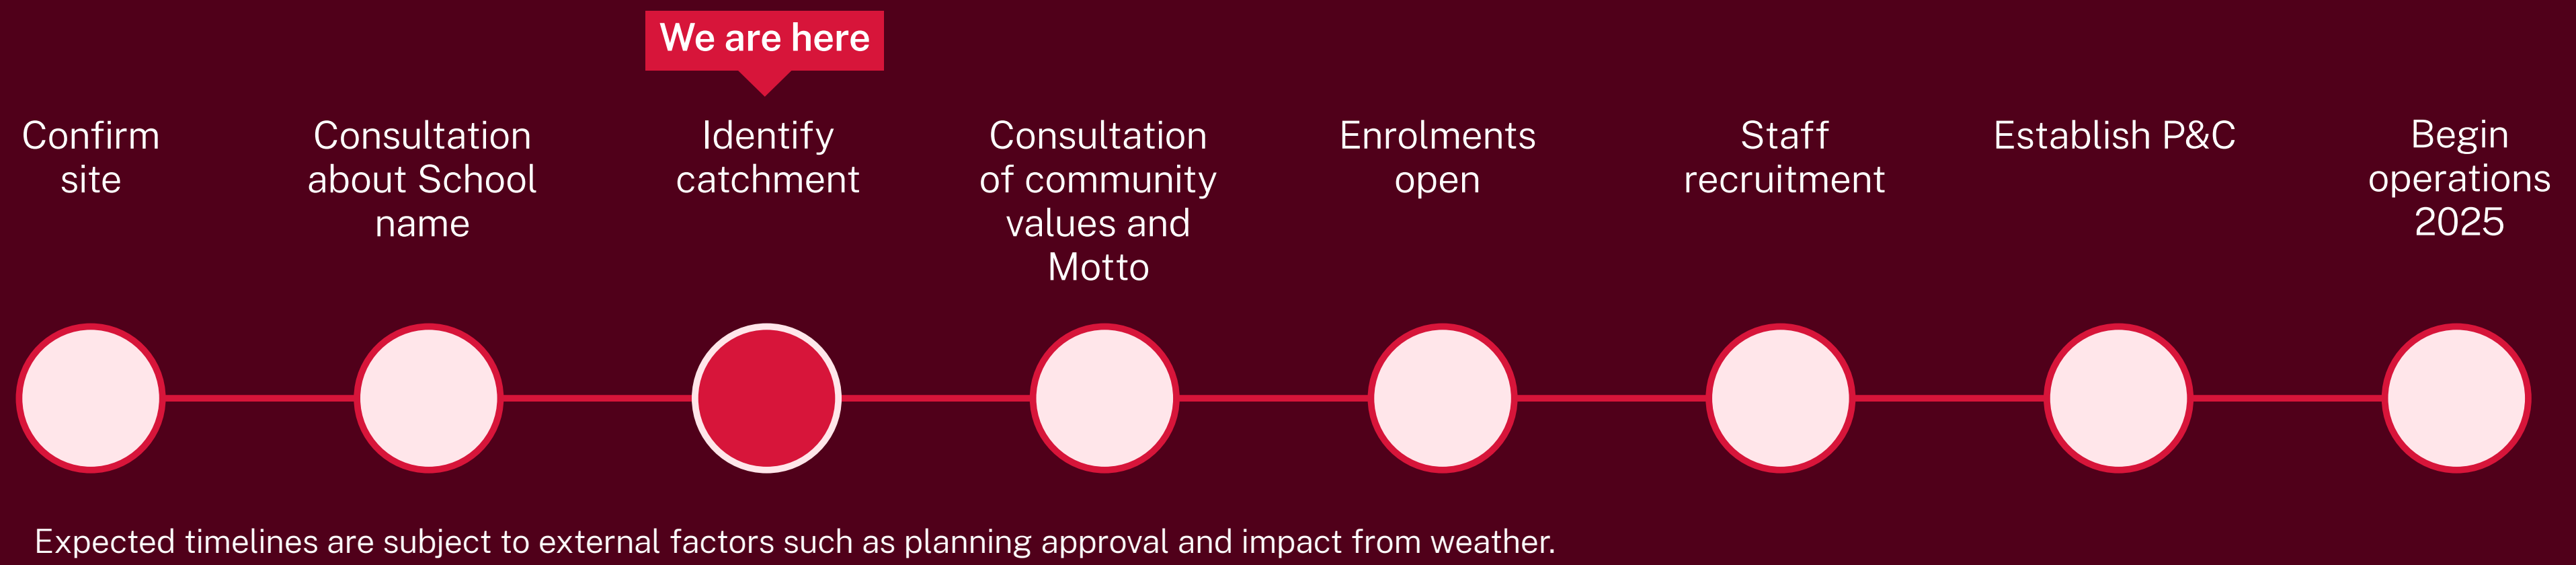 We are here
Confirm
site
Consultation
about School
name
Identify
catchment
Consultation
of community
values and
Motto
Enrolments
open
Staff
recruitment
Establish P&C
Begin
operations
2025
Expected timelines are subject to external factors such as planning approval and impact from weather.